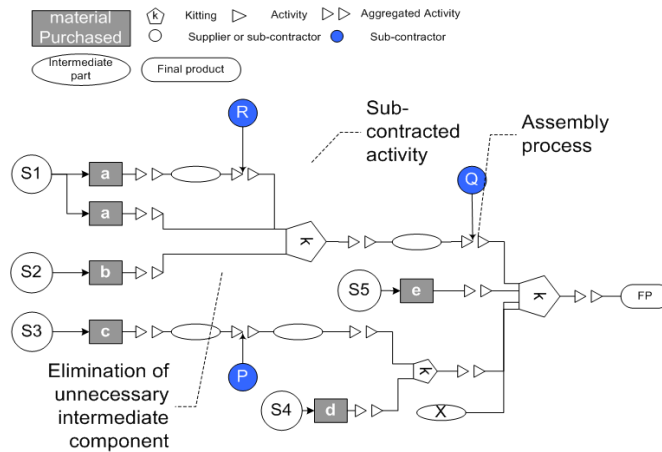 material
Purchased
k Kitting Activity Aggregated Activity
Supplier or sub-contractor Sub-contractor
Intermediate
part
Final product
R
Sub-
contracted
activity
Assembly
process
S1
a
Q
a
k
S2
b
S5
e
k
FP
S3
c
k
Elimination of
unnecessary
intermediate
component
P
S4
d
X